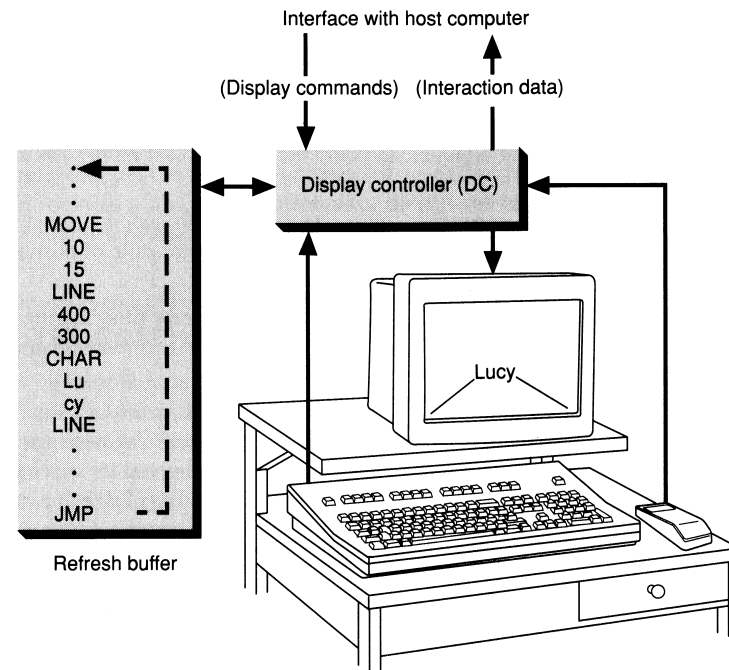 Interface with host computer
(Display commands) (Interaction data)
Display controller (DC)
MOVE
10
15
LINE
400
300
CHAR
Lu
cy
LINE
JMP
Refresh buffer
Lucy